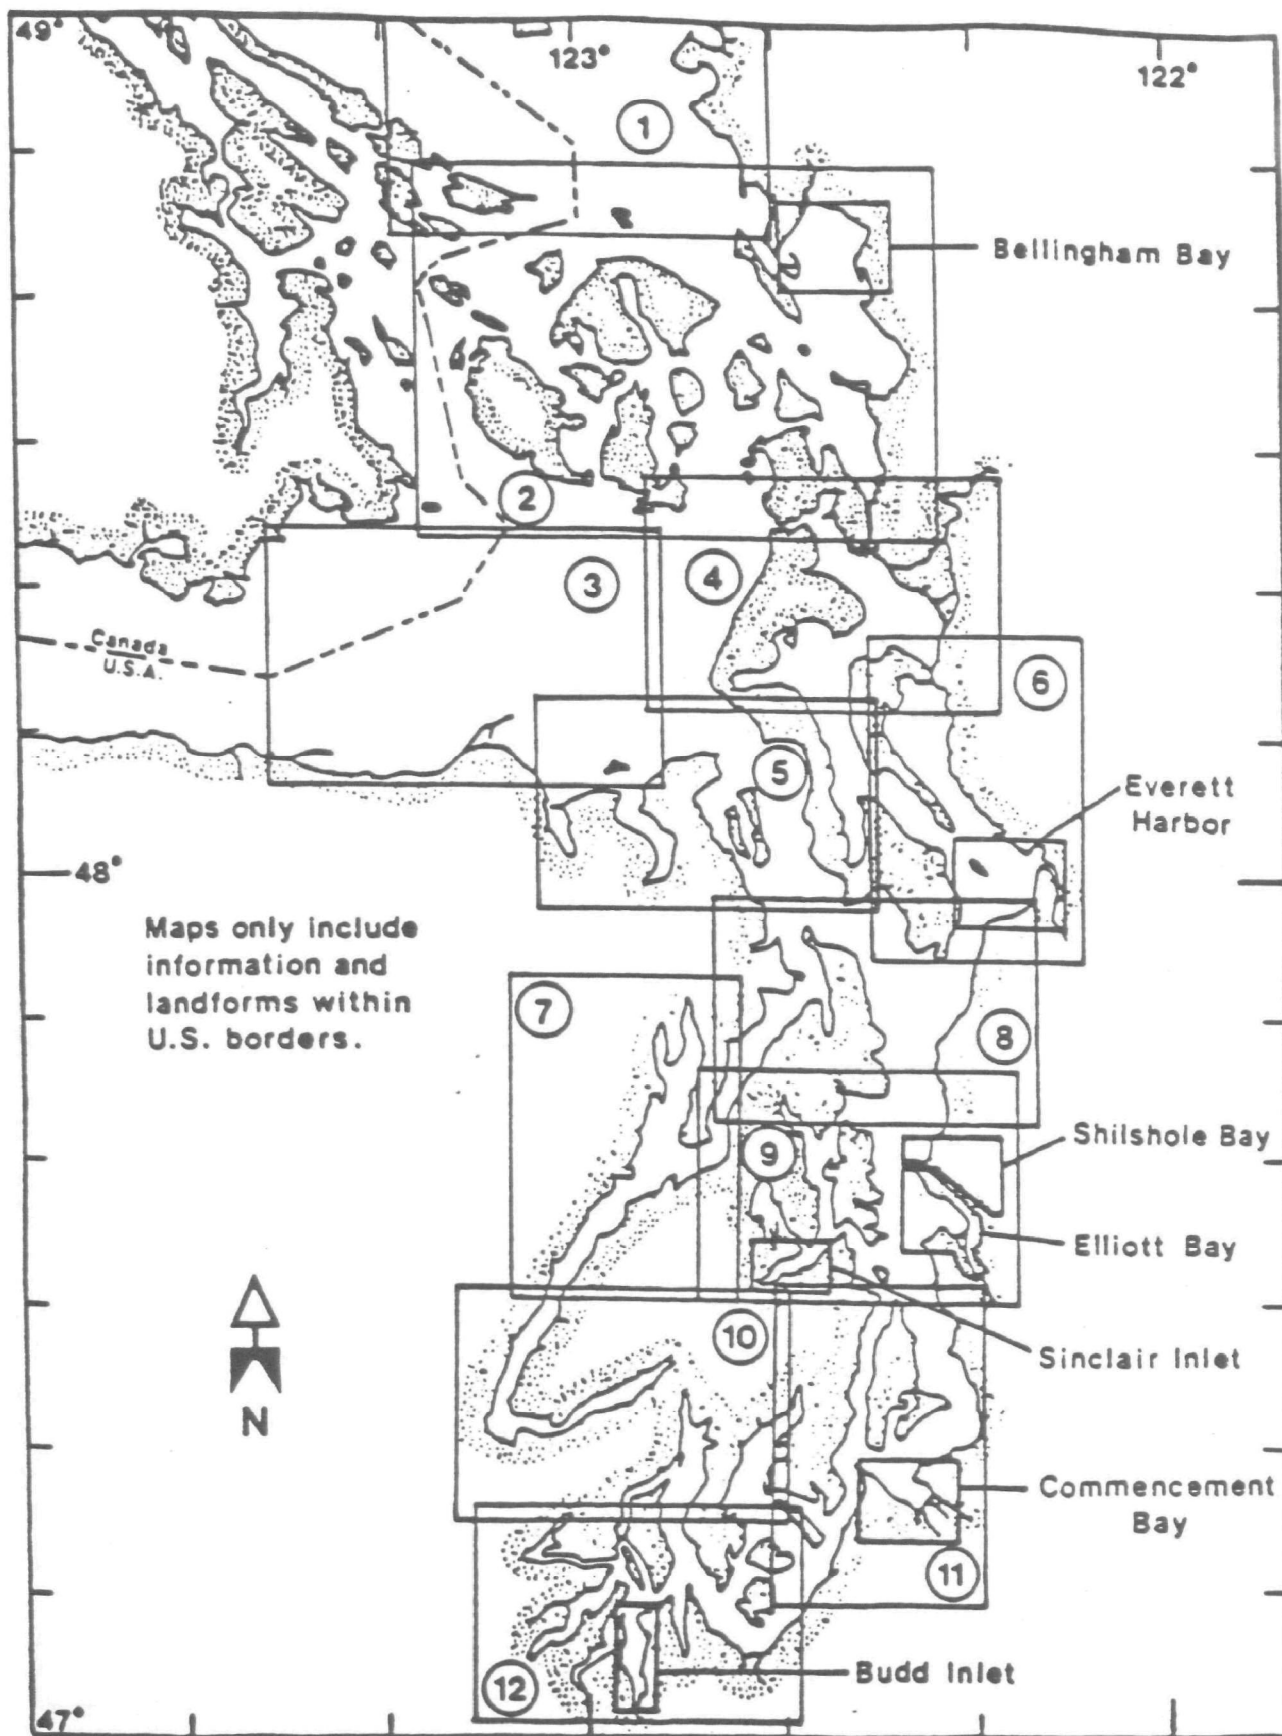 49°
123°
122°
1
Bellingham Bay
2
3
4
Canada
U.S.A.
6
5
Everett
Harbor
48°
Maps only include
information and
landforms within
U.S. borders.
7
8
Shilshole Bay
9
Elliott Bay
10
Sinclair Inlet
N
Commencement
Bay
11
Budd Inlet
12
47°